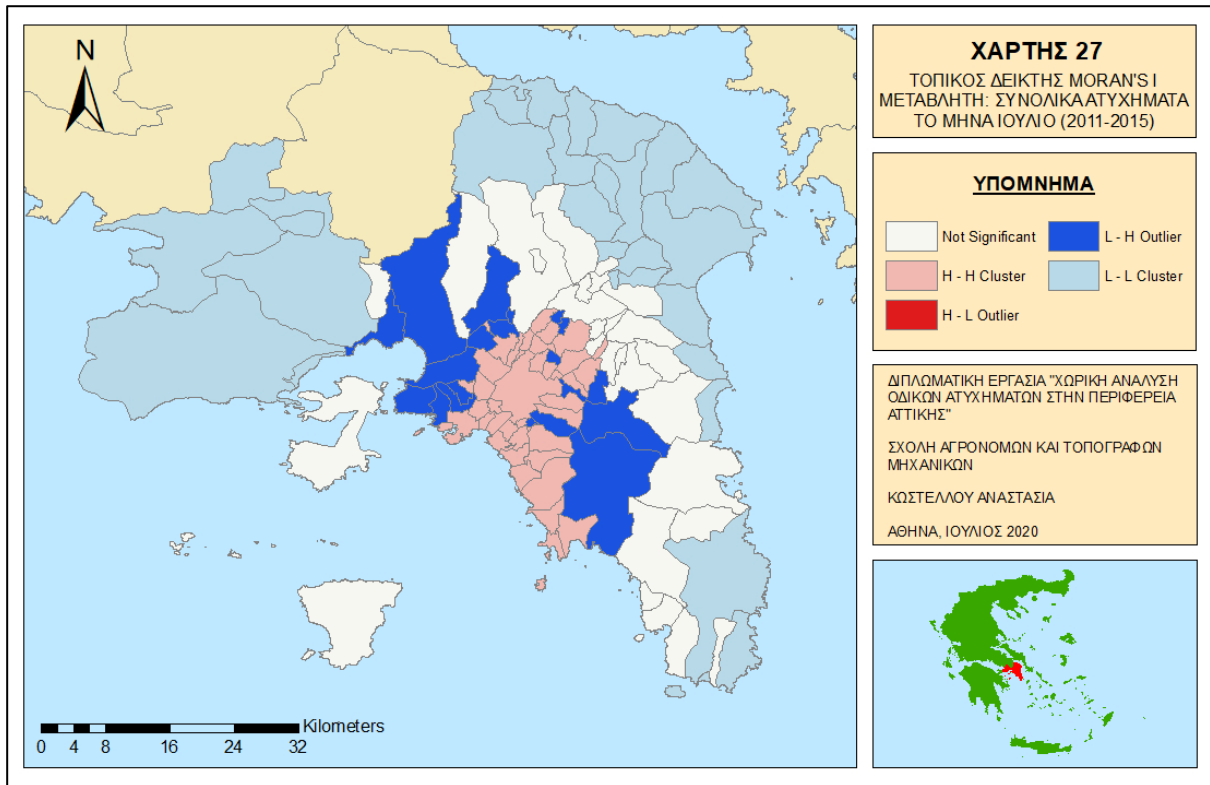 N
Kilometers
0 4 8 16 24 32
ΧΑΡΤΗΣ 27
ΤΟΠΙΚΟΣ ΔΕΙΚΤΗΣ MORAN'S I
ΜΕΤΑΒΛΗΤΗ: ΣΥΝΟΛΙΚΑ ΑΤΥΧΗΜΑΤΑ
ΤΟ ΜΗΝΑ ΙΟΥΛΙΟ (2011-2015)
ΥΠΟΜΝΗΜΑ
Not Significant
L - H Outlier
H - H Cluster
L - L Cluster
H - L Outlier
ΔΙΠΛΩΜΑΤΙΚΗ ΕΡΓΑΣΙΑ "ΧΩΡΙΚΗ ΑΝΑΛΥΣΗ
ΟΔΙΚΩΝ ΑΤΥΧΗΜΑΤΩΝ ΣΤΗΝ ΠΕΡΙΦΕΡΕΙΑ
ΑΤΤΙΚΗΣ"
ΣΧΟΛΗ ΑΓΡΟΝΟΜΩΝ ΚΑΙ ΤΟΠΟΓΡΑΦΩΝ
ΜΗΧΑΝΙΚΩΝ
ΚΩΣΤΕΛΛΟΥ ΑΝΑΣΤΑΣΙΑ
ΑΘΗΝΑ, ΙΟΥΛΙΟΣ 2020